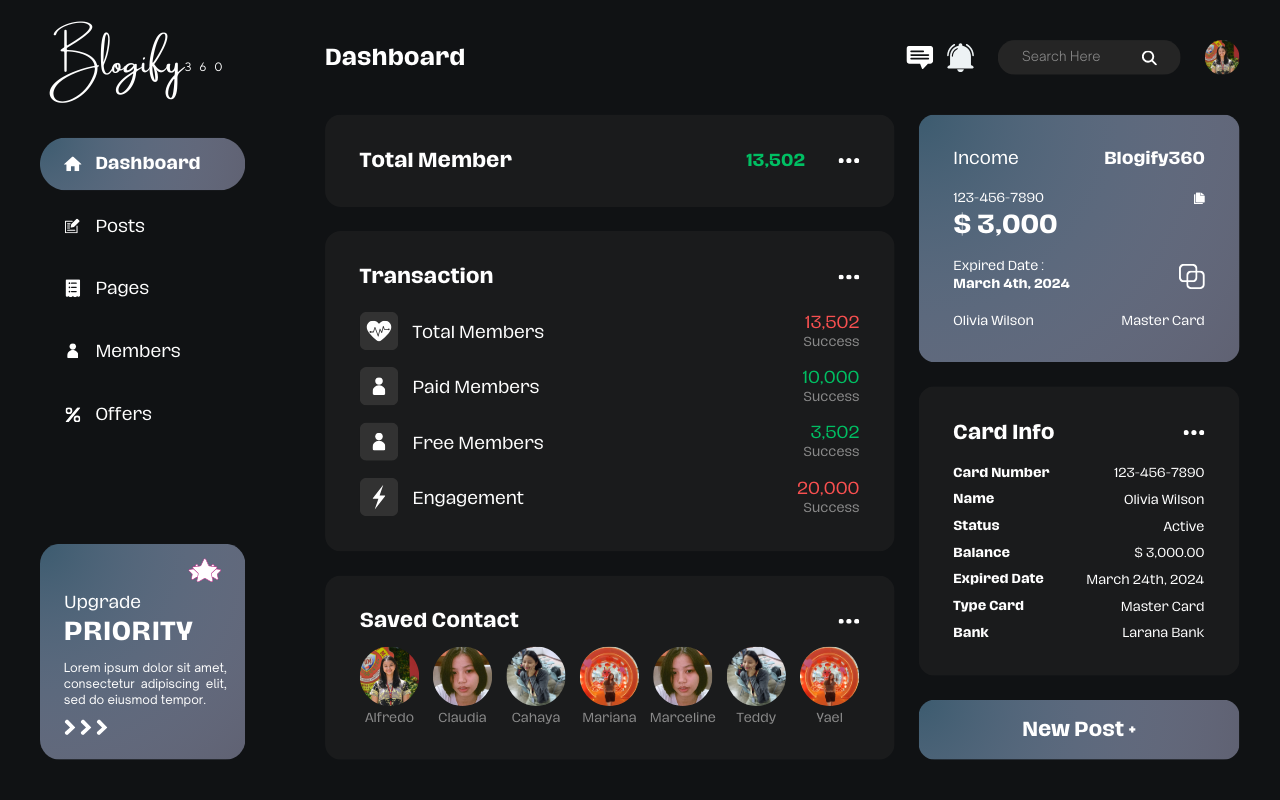 Blogify360
Dashboard
Search Here
Dashboard
Posts
Pages
Members
Offers
Upgrade
PRIORITY
Lorem ipsum dolor sit amet,
consectetur adipiscing elit,
sed do eiusmod tempor.
Total Member 13,502
Transaction
Total Members 13,502
Success
Paid Members 10,000
Success
Free Members 3,502
Success
Engagement 20,000
Success
Saved Contact
Alfredo Claudia Cahaya Mariana Marceline Teddy Yael
Income Blogify360
123-456-7890
$ 3,000
Expired Date :
March 4th, 2024
Olivia Wilson Master Card
Card Info
Card Number 123-456-7890
Name Olivia Wilson
Status Active
Balance $ 3,000.00
Expired Date March 24th, 2024
Type Card Master Card
Bank Larana Bank
New Post +